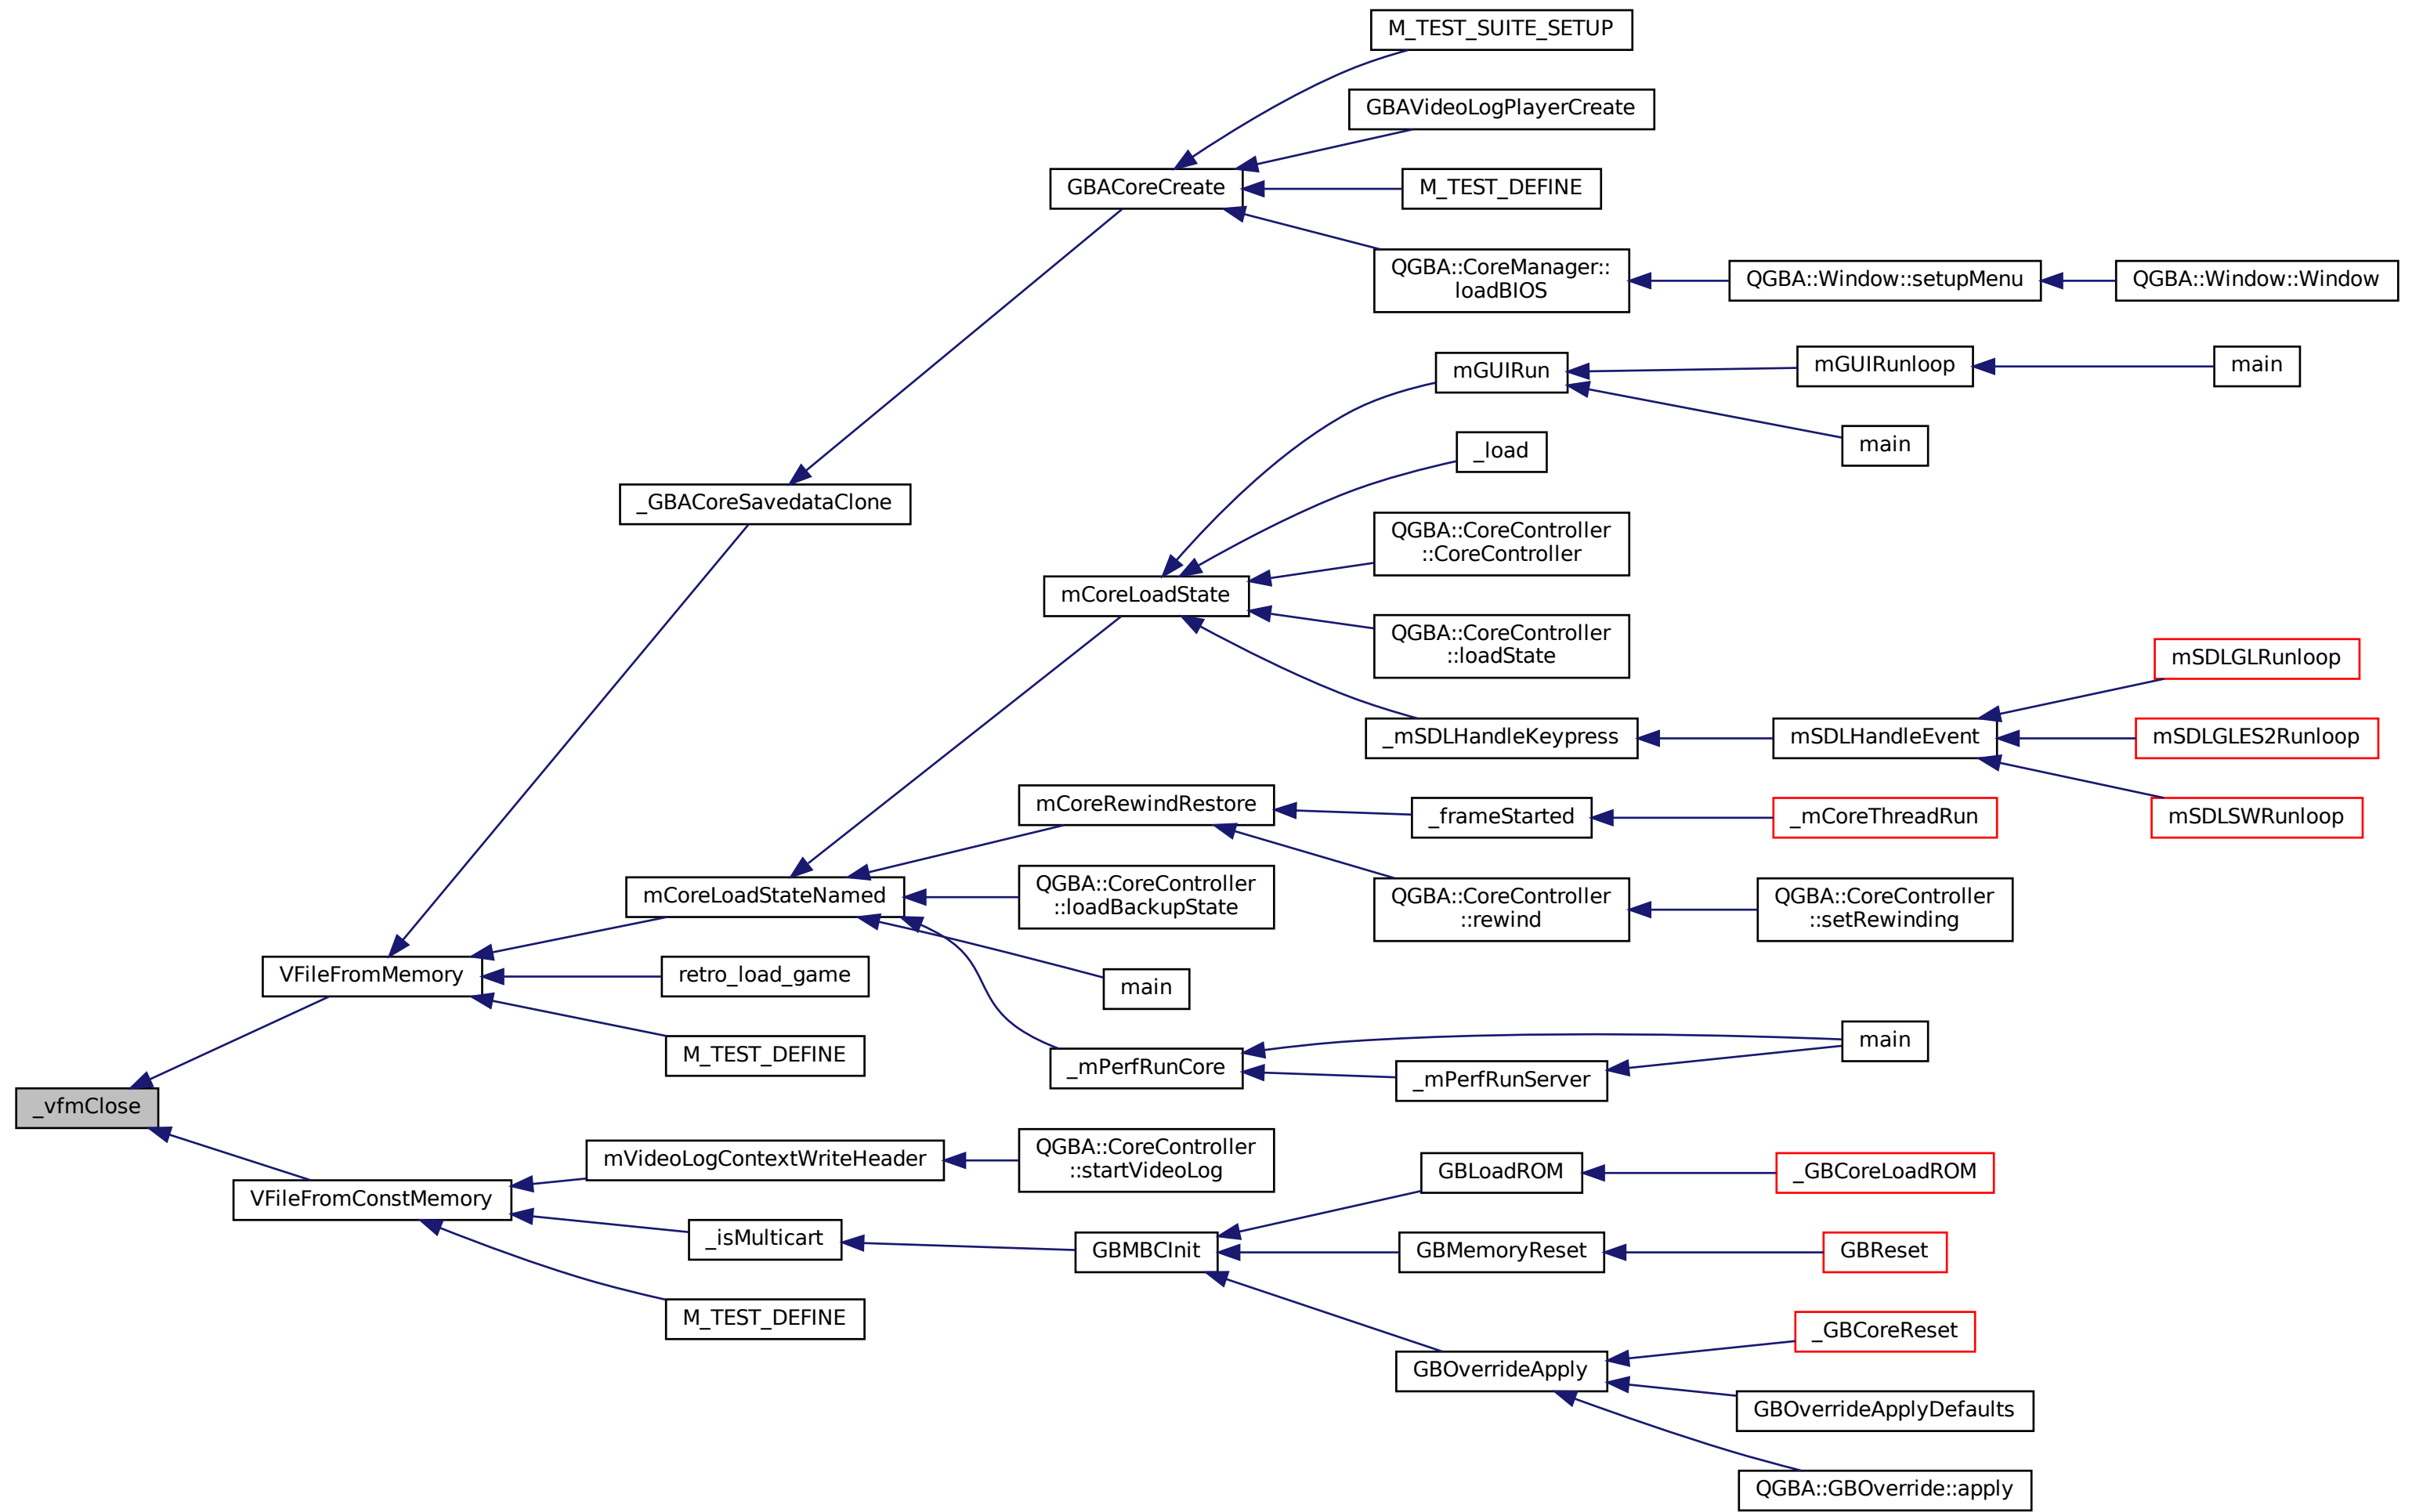 M_TEST_SUITE_SETUP
GBAVideoLogPlayerCreate
GBACoreCreate
M_TEST_DEFINE
QGBA::CoreManager::
loadBIOS
QGBA::Window::setupMenu
QGBA::Window::Window
mGUIRun
mGUIRunloop
main
main
_load
_GBACoreSavedataClone
QGBA::CoreController
::CoreController
mCoreLoadState
QGBA::CoreController
::loadState
mSDLGLRunloop
_mSDLHandleKeypress
mSDLHandleEvent
mSDLGLES2Runloop
mCoreRewindRestore
_frameStarted
_mCoreThreadRun
mSDLSWRunloop
mCoreLoadStateNamed
QGBA::CoreController
::loadBackupState
QGBA::CoreController
::rewind
QGBA::CoreController
::setRewinding
VFileFromMemory
retro_load_game
main
M_TEST_DEFINE
_mPerfRunCore
_mPerfRunServer
main
_vfmClose
mVideoLogContextWriteHeader
QGBA::CoreController
::startVideoLog
GBLoadROM
_GBCoreLoadROM
VFileFromConstMemory
_isMulticart
GBMBCInit
GBMemoryReset
GBReset
M_TEST_DEFINE
_GBCoreReset
GBOverrideApply
GBOverrideApplyDefaults
QGBA::GBOverride::apply